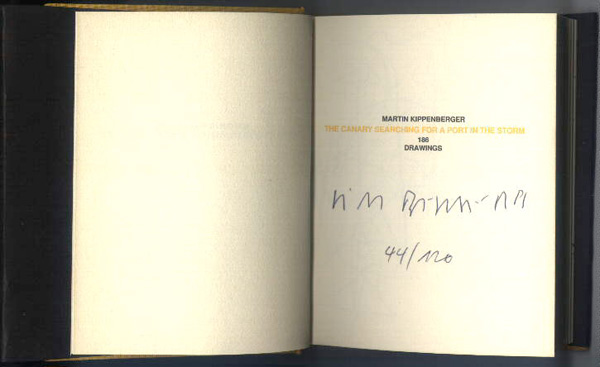 MARTIN KIPPENBERGER
THE CANARY SEARCHING FOR A PORT IN THE STORM
186
DRAWINGS
44/120